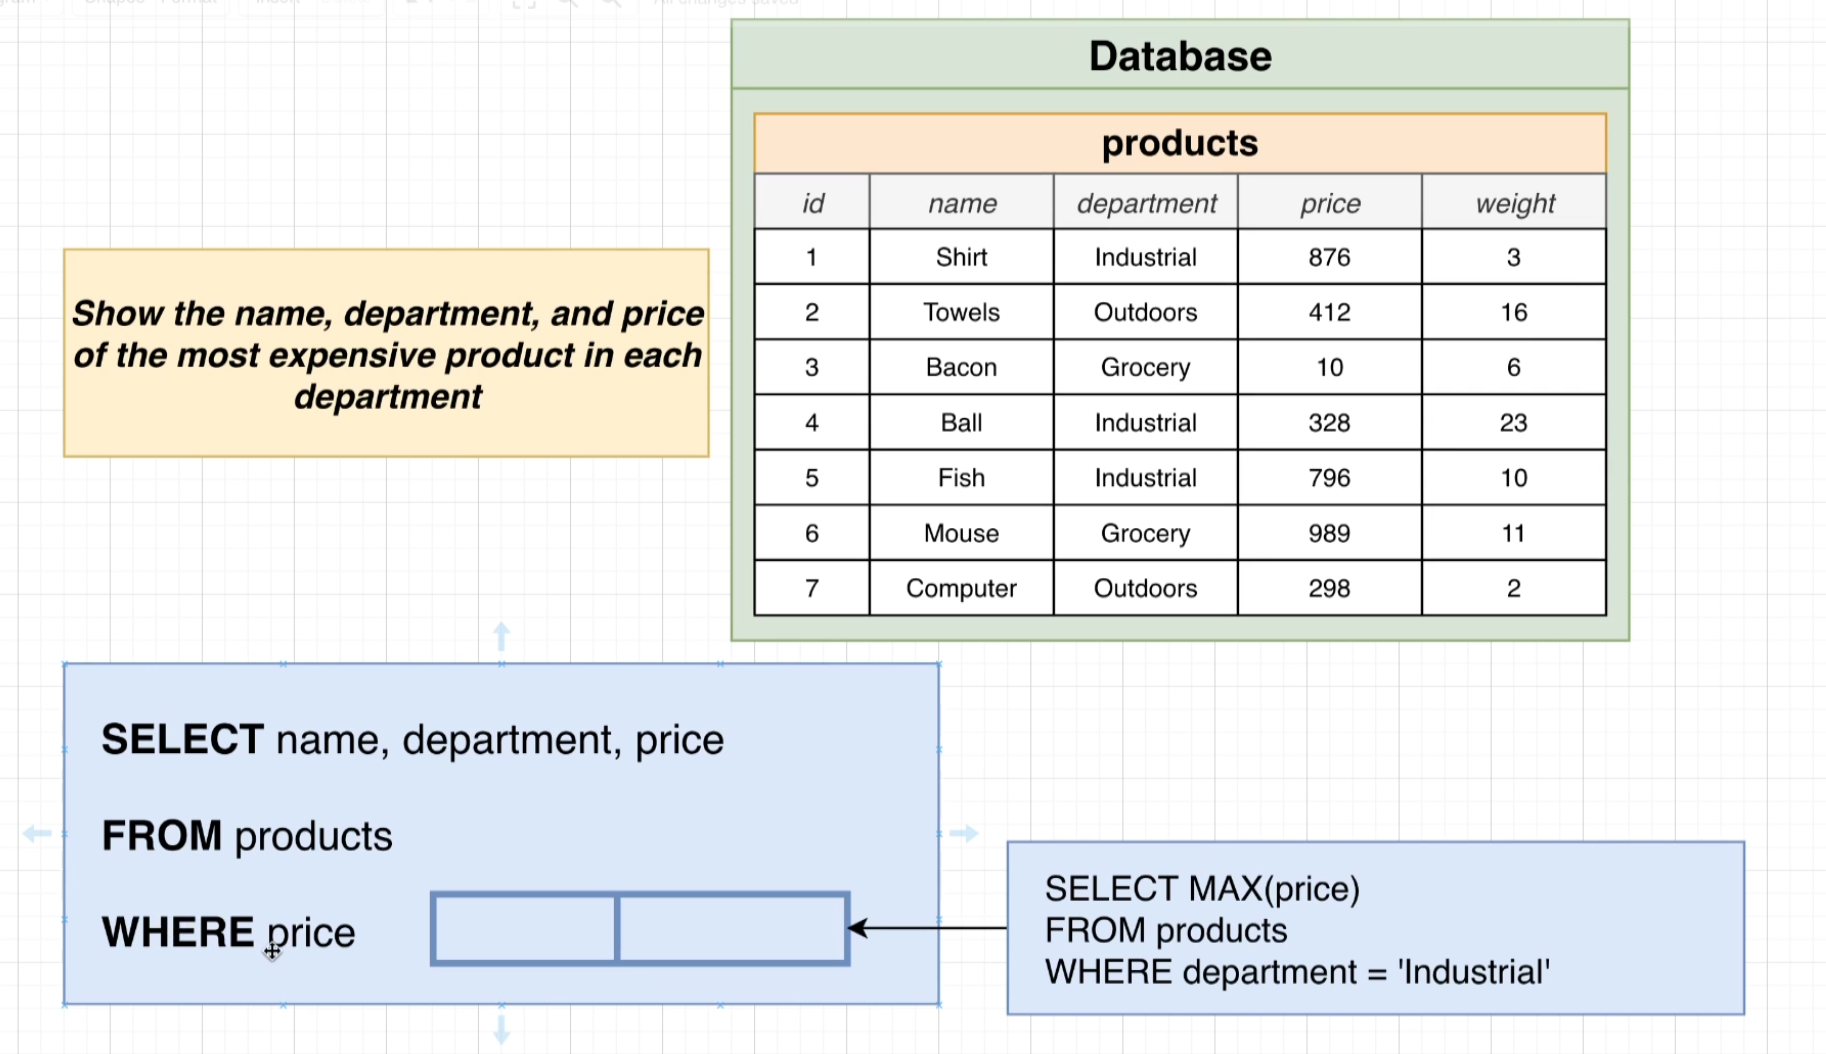 Database
products
id name department price weight
1 Shirt Industrial 876 3
2 Towels Outdoors 412 16
3 Bacon Grocery 10 6
4 Ball Industrial 328 23
5 Fish Industrial 796 10
6 Mouse Grocery 989 11
7 Computer Outdoors 298 2
Show the name, department, and price
of the most expensive product in each
department
SELECT name, department, price
FROM products
WHERE price
SELECT MAX(price)
FROM products
WHERE department = 'Industrial'